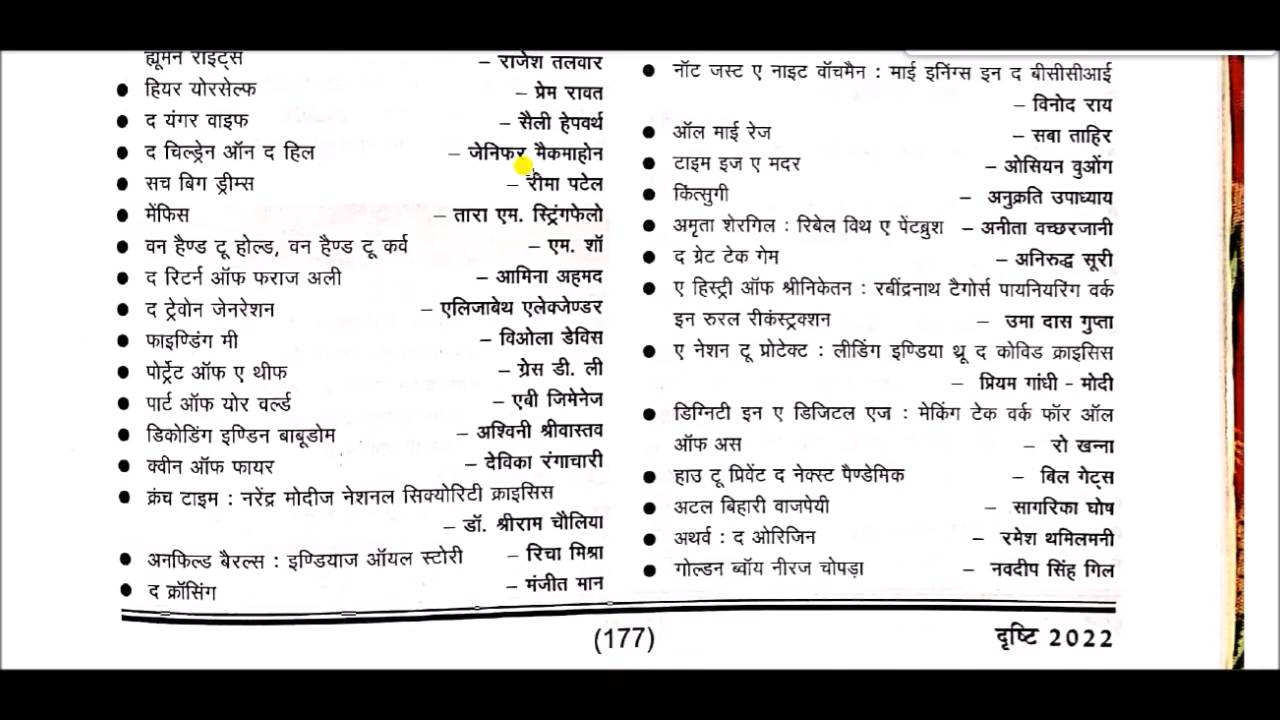 ह्यूमन राइट्स – राजेश तलवार
● हियर योरसेल्फ – प्रेम रावत
● द यंगर वाइफ – सैली हेपवर्थ
● द चिल्ड्रेन ऑन द हिल – जेनिफर मैकमाहोन
● सच बिग ड्रीम्स – रीमा पटेल
● मेंफिस – तारा एम. स्ट्रिंगफेलो
● वन हैण्ड टू होल्ड, वन हैण्ड टू कर्व – एम. शॉ
● द रिटर्न ऑफ फराज अली – आमिना अहमद
● द ट्रेवोन जेनरेशन – एलिजाबेथ एलेक्जेण्डर
● फाइण्डिंग मी – विओला डेविस
● पोर्ट्रेट ऑफ ए थीफ – ग्रेस डी. ली
● पार्ट ऑफ योर वर्ल्ड – एबी जिमेनेज
● डिकोडिंग इण्डिन बाबूडोम – अश्विनी श्रीवास्तव
● क्वीन ऑफ फायर – देविका रंगाचारी
● क्रंच टाइम : नरेंद्र मोदीज नेशनल सिक्योरिटी क्राइसिस
– डॉ. श्रीराम चौलिया
● अनफिल्ड बैरल्स : इण्डियाज ऑयल स्टोरी – रिचा मिश्रा
● द क्रॉसिंग – मंजीत मान
● नॉट जस्ट ए नाइट वॉचमैन : माई इनिंग्स इन द बीसीसीआई
– विनोद राय
● ऑल माई रेज – सबा ताहिर
● टाइम इज ए मदर – ओसियन वुओंग
● किंत्सुगी – अनुक्रति उपाध्याय
● अमृता शेरगिल : रिबेल विथ ए पेंटब्रुश – अनीता वच्छरजानी
● द ग्रेट टेक गेम – अनिरुद्ध सूरी
● ए हिस्ट्री ऑफ श्रीनिकेतन : रबींद्रनाथ टैगोर्स पायनियरिंग वर्क
इन रुरल रीकंस्ट्रक्शन – उमा दास गुप्ता
● ए नेशन टू प्रोटेक्ट : लीडिंग इण्डिया थ्रू द कोविड क्राइसिस
– प्रियम गांधी - मोदी
● डिग्निटी इन ए डिजिटल एज : मेकिंग टेक वर्क फॉर ऑल
ऑफ अस – रो खन्ना
● हाउ टू प्रिवेंट द नेक्स्ट पैण्डेमिक – बिल गेट्स
● अटल बिहारी वाजपेयी – सागरिका घोष
● अथर्व : द ओरिजिन – रमेश थमिलमनी
● गोल्डन ब्वॉय नीरज चोपड़ा – नवदीप सिंह गिल
(177) दृष्टि 2022